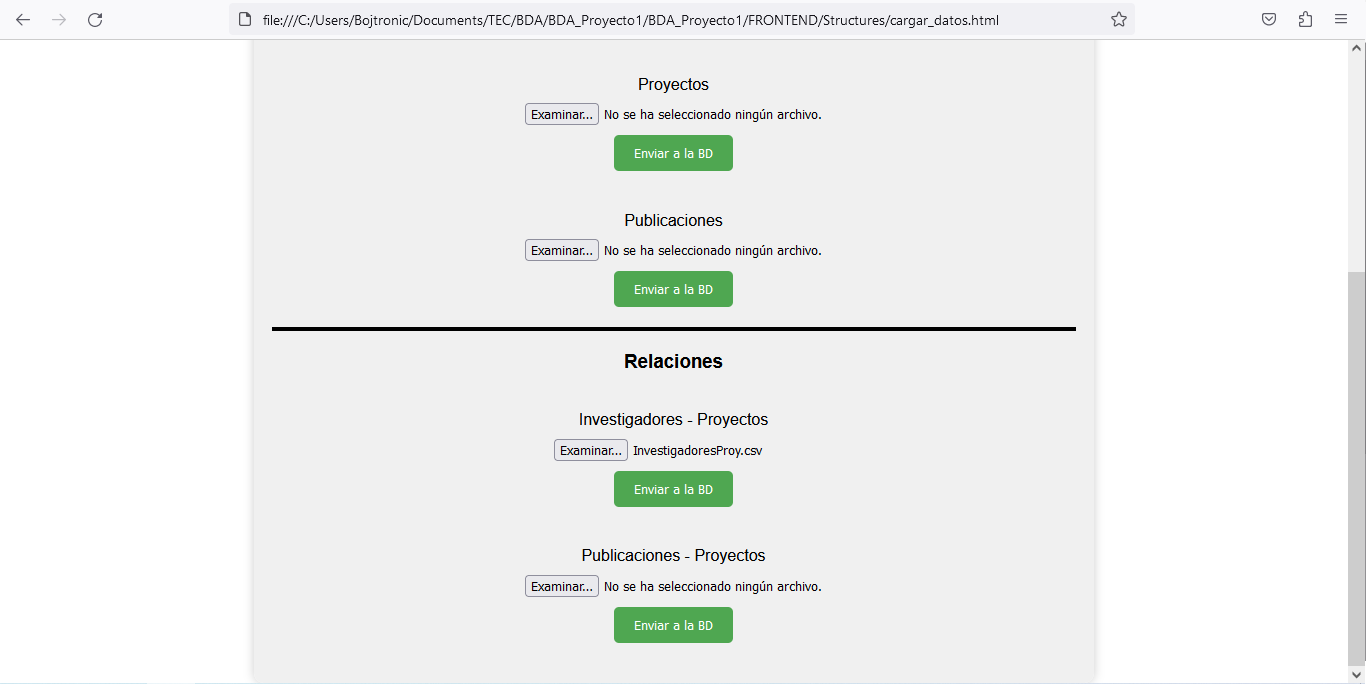 file:///C:/Users/Bojtronic/Documents/TEC/BDA/BDA_Proyecto1/BDA_Proyecto1/FRONTEND/Structures/cargar_datos.html
Proyectos
Examinar... No se ha seleccionado ningún archivo.
Enviar a la BD
Publicaciones
Examinar... No se ha seleccionado ningún archivo.
Enviar a la BD
Relaciones
Investigadores - Proyectos
Examinar... InvestigadoresProy.csv
Enviar a la BD
Publicaciones - Proyectos
Examinar... No se ha seleccionado ningún archivo.
Enviar a la BD